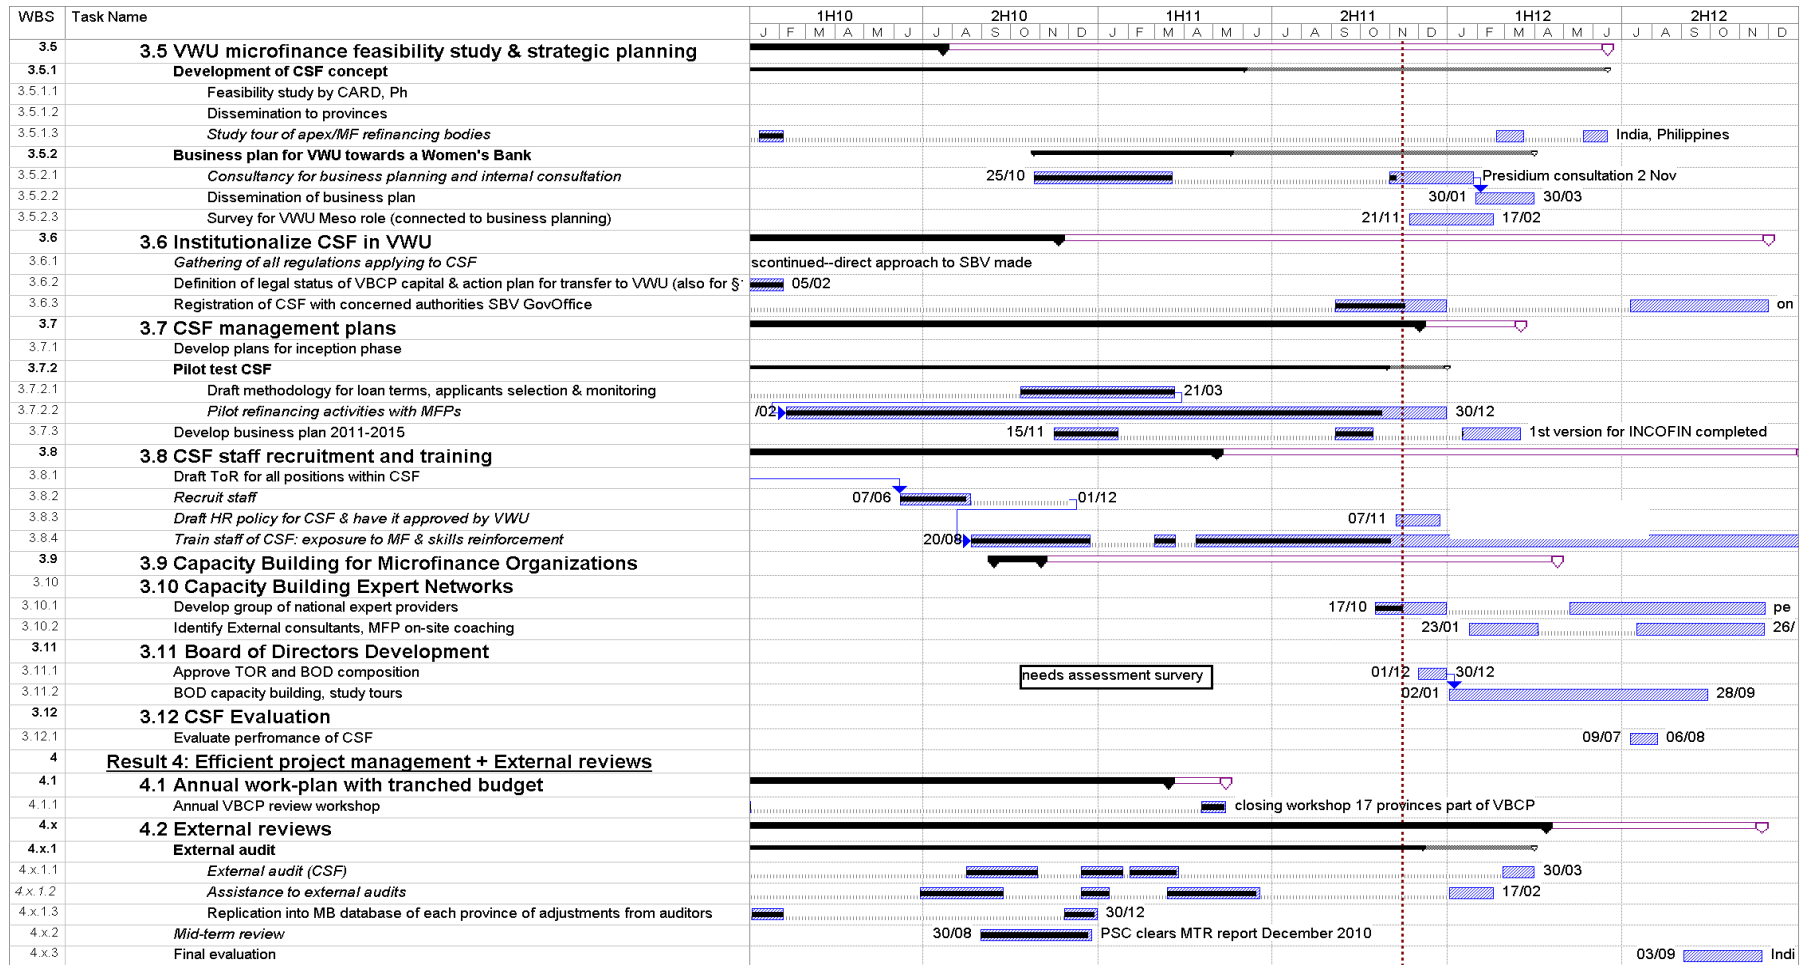 WBS Task Name 1H10 2H10 1H11 2H11 1H12 2H12
J F M A M J J A S O N D J F M A M J J A S O N D J F M A M J J A S O N D
3.5 3.5 VWU microfinance feasibility study & strategic planning
3.5.1 Development of CSF concept
3.5.1.1 Feasibility study by CARD, Ph
3.5.1.2 Dissemination to provinces
3.5.1.3 Study tour of apex/MF refinancing bodies India, Philippines
3.5.2 Business plan for VWU towards a Women's Bank
3.5.2.1 Consultancy for business planning and internal consultation 25/10 Presidium consultation 2 Nov
3.5.2.2 Dissemination of business plan 30/01 30/03
3.5.2.3 Survey for VWU Meso role (connected to business planning) 21/11 17/02
3.6 3.6 Institutionalize CSF in VWU
3.6.1 Gathering of all regulations applying to CSF scontinued--direct approach to SBV made
3.6.2 Definition of legal status of VBCP capital & action plan for transfer to VWU (also for § 05/02
3.6.3 Registration of CSF with concerned authorities SBV GovOffice on
3.7 3.7 CSF management plans
3.7.1 Develop plans for inception phase
3.7.2 Pilot test CSF
3.7.2.1 Draft methodology for loan terms, applicants selection & monitoring 21/03
3.7.2.2 Pilot refinancing activities with MFPs /02 30/12
3.7.3 Develop business plan 2011-2015 15/11 1st version for INCOFIN completed
3.8 3.8 CSF staff recruitment and training
3.8.1 Draft ToR for all positions within CSF
3.8.2 Recruit staff 07/06 01/12
3.8.3 Draft HR policy for CSF & have it approved by VWU 07/11
3.8.4 Train staff of CSF: exposure to MF & skills reinforcement 20/08
3.9 3.9 Capacity Building for Microfinance Organizations
3.10 3.10 Capacity Building Expert Networks
3.10.1 Develop group of national expert providers 17/10 pe
3.10.2 Identify External consultants, MFP on-site coaching 23/01 26/
3.11 3.11 Board of Directors Development
3.11.1 Approve TOR and BOD composition needs assessment survery 01/12 30/12
3.11.2 BOD capacity building, study tours 02/01 28/09
3.12 3.12 CSF Evaluation
3.12.1 Evaluate perfromance of CSF 09/07 06/08
4 Result 4: Efficient project management + External reviews
4.1 4.1 Annual work-plan with tranched budget
4.1.1 Annual VBCP review workshop closing workshop 17 provinces part of VBCP
4.x 4.2 External reviews
4.x.1 External audit
4.x.1.1 External audit (CSF) 30/03
4.x.1.2 Assistance to external audits 17/02
4.x.1.3 Replication into MB database of each province of adjustments from auditors 30/12
4.x.2 Mid-term review 30/08 PSC clears MTR report December 2010
4.x.3 Final evaluation 03/09 Indi